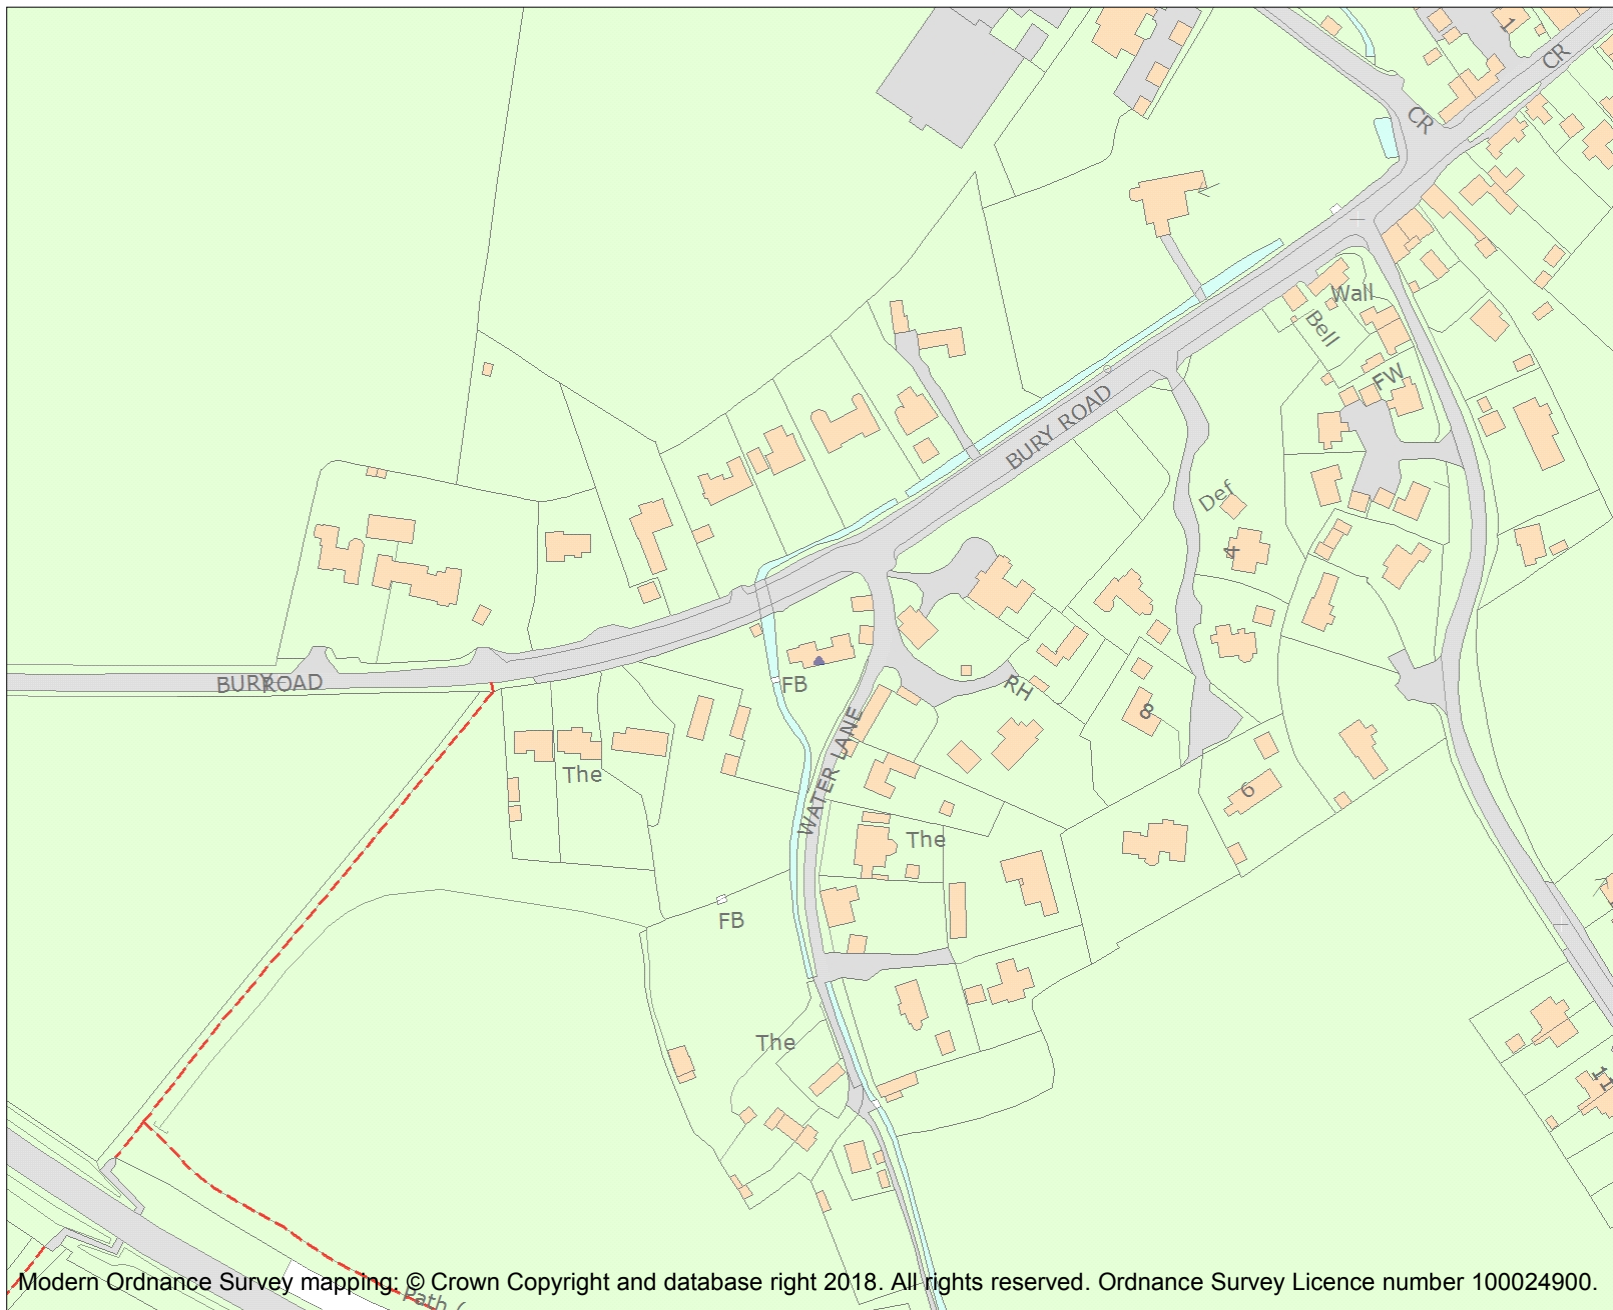 1
CR
CR
Wall
Bell
FW
BURY ROAD
Def
4
BURY ROAD
FB
RH
8
WATER LANE
The
6
The
FB
The
11
Path (
Modern Ordnance Survey mapping: © Crown Copyright and database right 2018. All rights reserved. Ordnance Survey Licence number 100024900.